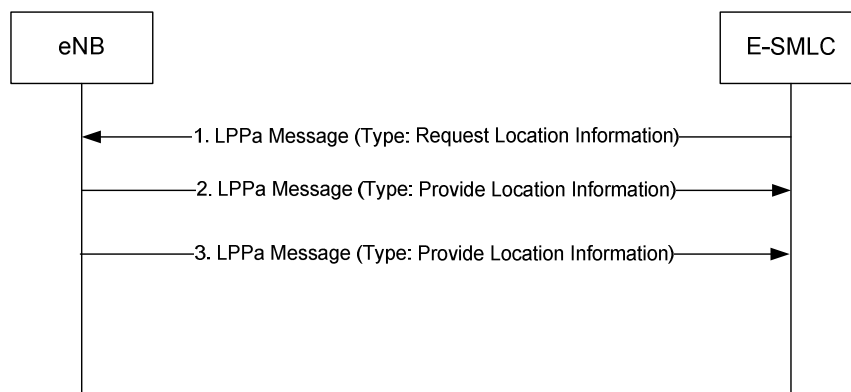 eNB
E-SMLC
1. LPPa Message (Type: Request Location Information)
2. LPPa Message (Type: Provide Location Information)
3. LPPa Message (Type: Provide Location Information)